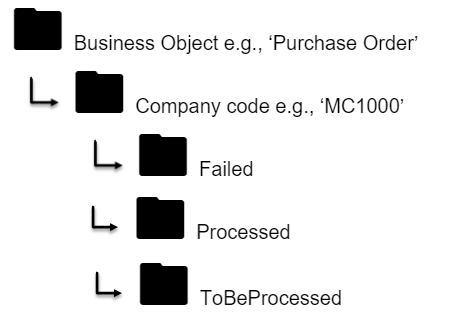 Business Object e.g., ‘Purchase Order’
Company code e.g., ‘MC1000’
Failed
Processed
ToBeProcessed